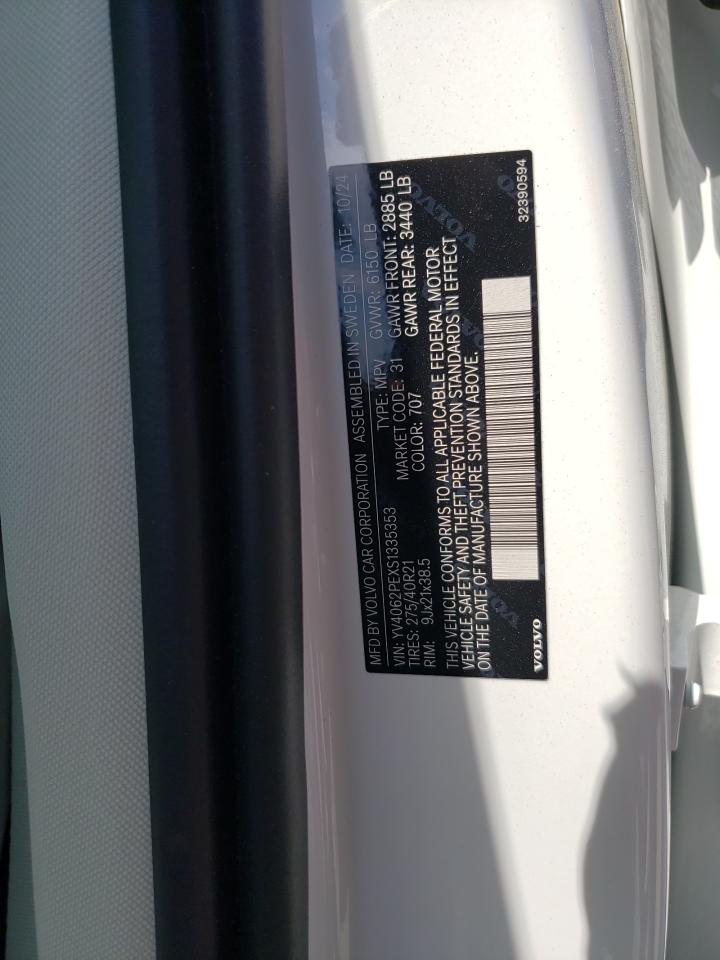 MFD BY VOLVO CAR CORPORATION ASSEMBLED IN SWEDEN DATE: 10/24
VIN: YV4062PEXS1335353 TYPE: MPV GVWR: 6150 LB
TIRES: 275/40R21 MARKET CODE: 31 GAWR FRONT: 2885 LB
RIM: 9Jx21x38.5 COLOR: 707 GAWR REAR: 3440 LB
THIS VEHICLE CONFORMS TO ALL APPLICABLE FEDERAL MOTOR
VEHICLE SAFETY AND THEFT PREVENTION STANDARDS IN EFFECT
ON THE DATE OF MANUFACTURE SHOWN ABOVE.
VOLVO 32390594